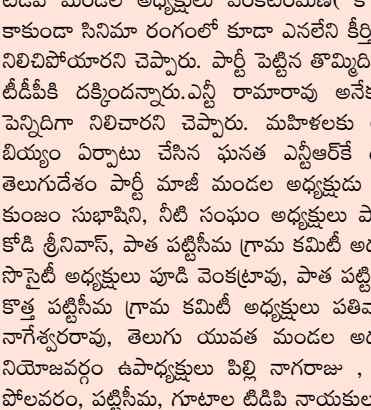 టిడిపి మండల అధ్యక్షులు
కాకుండా సినిమా రంగంలో కూడా ఎనలేని కీర్తి
నిలిచిపోయారని చెప్పారు. పార్టీ పెట్టిన తొమ్మిది
టీడీపీకి దక్కిందన్నారు.ఎన్టీ రామారావు అనేక
పెన్నిదిగా నిలిచారని చెప్పారు. మహిళలకు
బియ్యం ఏర్పాటు చేసిన ఘనత ఎన్టీఆర్‌కే
తెలుగుదేశం పార్టీ మాజీ మండల అధ్యక్షుడు
కుంజం సుభాషిని, నీటి సంఘం అధ్యక్షులు
కోడి శ్రీనివాస్, పాత పట్టిసీమ గ్రామ కమిటీ
సొసైటీ అధ్యక్షులు పూడి వెంకట్రావు, పాత పట్టి
కొత్త పట్టిసీమ గ్రామ కమిటీ అధ్యక్షులు
నాగేశ్వరరావు, తెలుగు యువత మండల
నియోజవర్గం ఉపాధ్యక్షులు పిల్లి నాగరాజు ,
పోలవరం, పట్టిసీమ, గూటాల టిడిపి నాయకుల